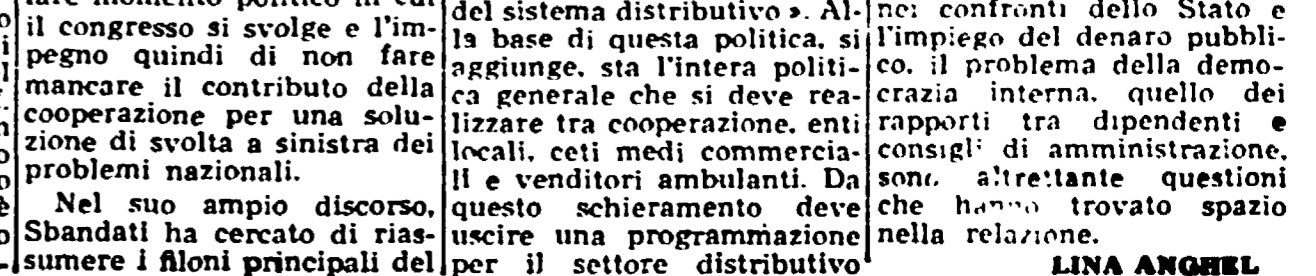 il congresso si svolge e l'im-
pegno quindi di non fare
mancare il contributo della
cooperazione per una solu-
zione di svolta a sinistra dei
problemi nazionali.
Nel suo ampio discorso,
Sbandati ha cercato di rias-
sumere i filoni principali del
del sistema distributivo ». Al-
la base di questa politica, si
aggiunge, sta l'intera politi-
ca generale che si deve rea-
lizzare tra cooperazione, enti
locali, ceti medi commercia-
li e venditori ambulanti. Da
questo schieramento deve
uscire una programmazione
per il settore distributivo
nei confronti dello Stato e
l'impiego del denaro pubbli-
co, il problema della demo-
crazia interna, quello dei
rapporti tra dipendenti e
consigli di amministrazione,
sono altrettante questioni
che hanno trovato spazio
nella relazione.
LINA ANGHEL